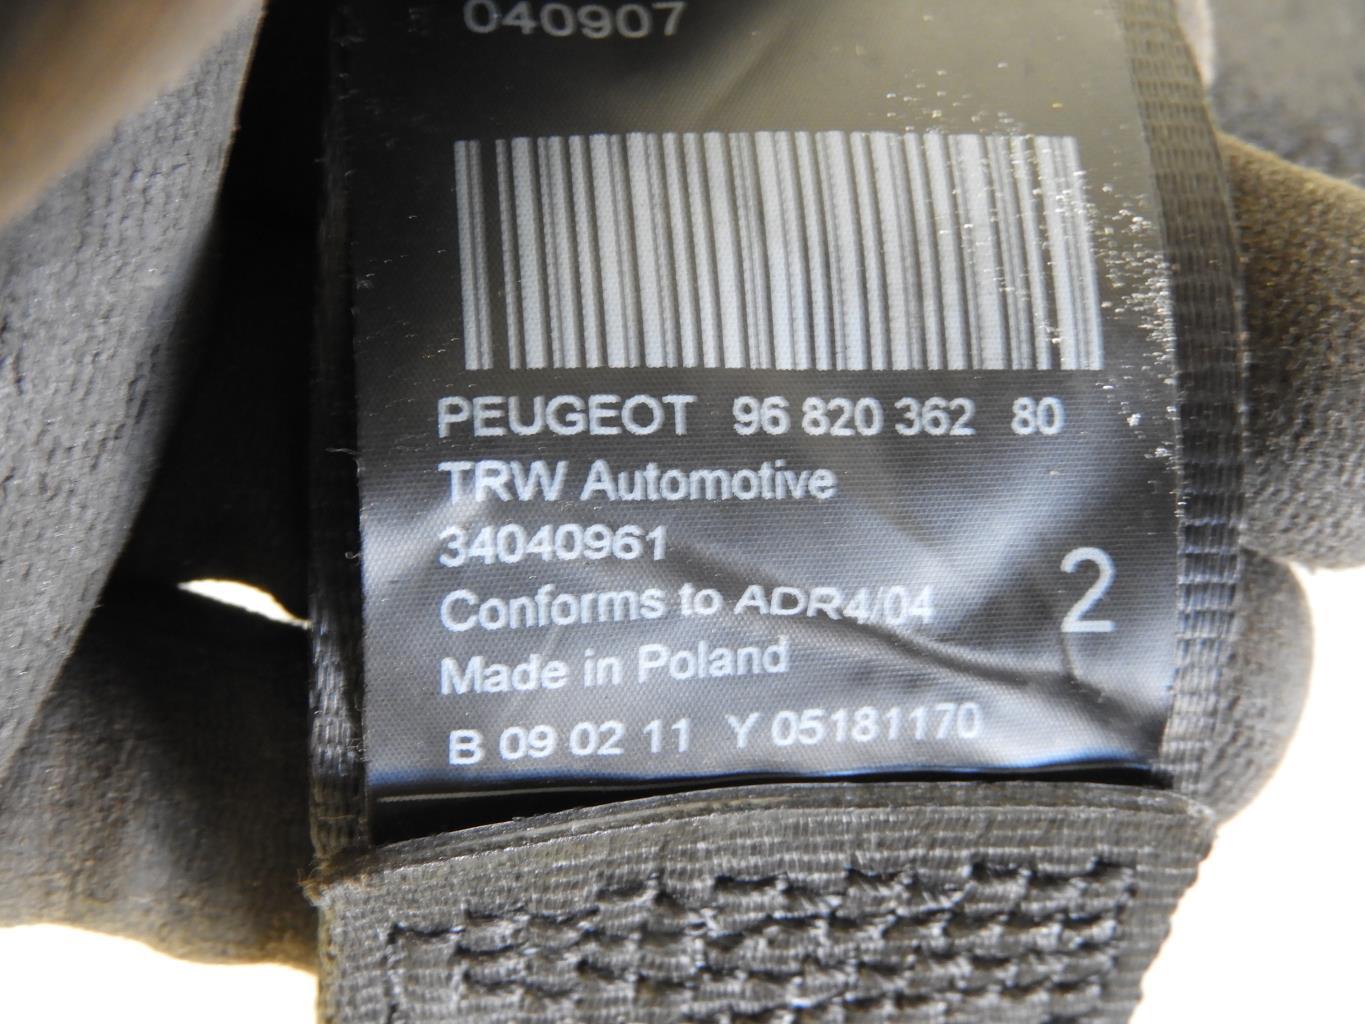 040907
PEUGEOT 96 820 362 80
TRW Automotive
34040961
Conforms to ADR4/04
2
Made in Poland
B 09 02 11 Y 05181170